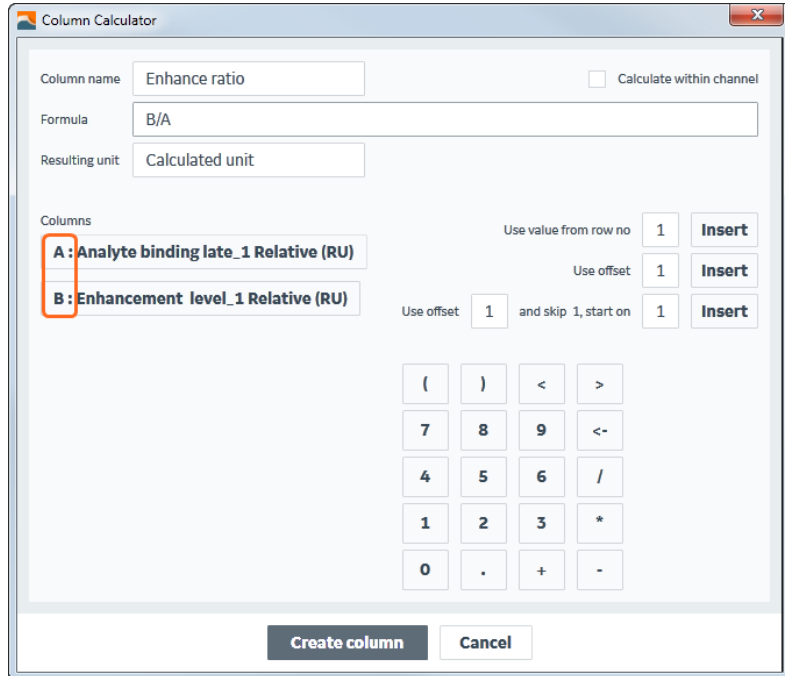 Column Calculator
Column name Enhance ratio Calculate within channel
Formula B/A
Resulting unit Calculated unit
Columns
Use value from row no 1 Insert
A : Analyte binding late_1 Relative (RU)
Use offset 1 Insert
B : Enhancement level_1 Relative (RU)
Use offset 1 and skip 1, start on 1 Insert
( ) < >
7 8 9 <-
4 5 6 /
1 2 3 *
0 . + -
Create column Cancel